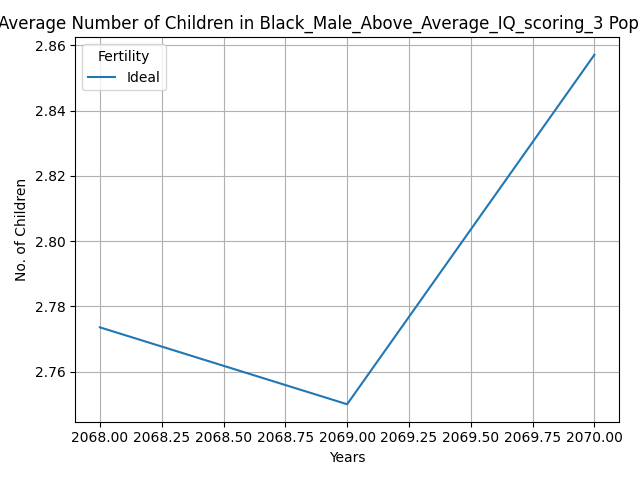 Average Number of Children in Black_Male_Above_Average_IQ_scoring_3 Pop
2.86
2.84
2.82
2.80
2.78
2.76
No. of Children
Fertility
Ideal
2068.00 2068.25 2068.50 2068.75 2069.00 2069.25 2069.50 2069.75 2070.00
Years